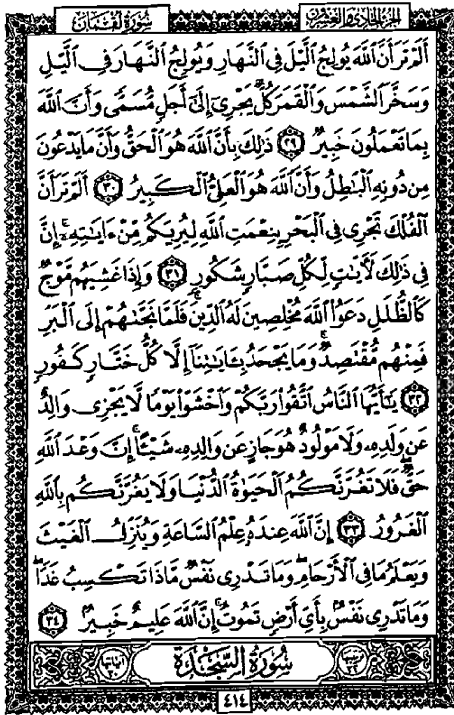 سورة لقمان
الجزء الحادي والعشرون
أَلَمْ تَرَ أَنَّ ٱللَّهَ يُولِجُ ٱلَّيْلَ فِى ٱلنَّهَارِ وَيُولِجُ ٱلنَّهَارَ فِى ٱلَّيْلِ
وَسَخَّرَ ٱلشَّمْسَ وَٱلْقَمَرَ كُلٌّ يَجْرِىٓ إِلَىٰٓ أَجَلٍ مُّسَمًّى وَأَنَّ ٱللَّهَ
بِمَا تَعْمَلُونَ خَبِيرٌ ٢٩ ذَٰلِكَ بِأَنَّ ٱللَّهَ هُوَ ٱلْحَقُّ وَأَنَّ مَا يَدْعُونَ
مِن دُونِهِ ٱلْبَٰطِلُ وَأَنَّ ٱللَّهَ هُوَ ٱلْعَلِىُّ ٱلْكَبِيرُ ٣٠ أَلَمْ تَرَ أَنَّ
ٱلْفُلْكَ تَجْرِى فِى ٱلْبَحْرِ بِنِعْمَتِ ٱللَّهِ لِيُرِيَكُم مِّنْ ءَايَٰتِهِۦٓ ۚ إِنَّ
فِى ذَٰلِكَ لَءَايَٰتٍ لِّكُلِّ صَبَّارٍ شَكُورٍ ٣١ وَإِذَا غَشِيَهُم مَّوْجٌ
كَٱلظُّلَلِ دَعَوُا۟ ٱللَّهَ مُخْلِصِينَ لَهُ ٱلدِّينَ فَلَمَّا نَجَّىٰهُمْ إِلَى ٱلْبَرِّ
فَمِنْهُم مُّقْتَصِدٌ ۚ وَمَا يَجْحَدُ بِـَٔايَٰتِنَآ إِلَّا كُلُّ خَتَّارٍ كَفُورٍ
٣٢ يَٰٓأَيُّهَا ٱلنَّاسُ ٱتَّقُوا۟ رَبَّكُمْ وَٱخْشَوْا۟ يَوْمًا لَّا يَجْزِى وَالِدٌ
عَن وَلَدِهِۦ وَلَا مَوْلُودٌ هُوَ جَازٍ عَن وَالِدِهِۦ شَيْـًٔا ۚ إِنَّ وَعْدَ ٱللَّهِ
حَقٌّ ۖ فَلَا تَغُرَّنَّكُمُ ٱلْحَيَوٰةُ ٱلدُّنْيَا وَلَا يَغُرَّنَّكُم بِٱللَّهِ
ٱلْغَرُورُ ٣٣ إِنَّ ٱللَّهَ عِندَهُۥ عِلْمُ ٱلسَّاعَةِ وَيُنَزِّلُ ٱلْغَيْثَ
وَيَعْلَمُ مَا فِى ٱلْأَرْحَامِ ۖ وَمَا تَدْرِى نَفْسٌ مَّاذَا تَكْسِبُ غَدًا ۖ
وَمَا تَدْرِى نَفْسٌۢ بِأَىِّ أَرْضٍ تَمُوتُ ۚ إِنَّ ٱللَّهَ عَلِيمٌ خَبِيرٌۢ ٣٤
سُورَةُ السَّجْدَةِ
٤١٤